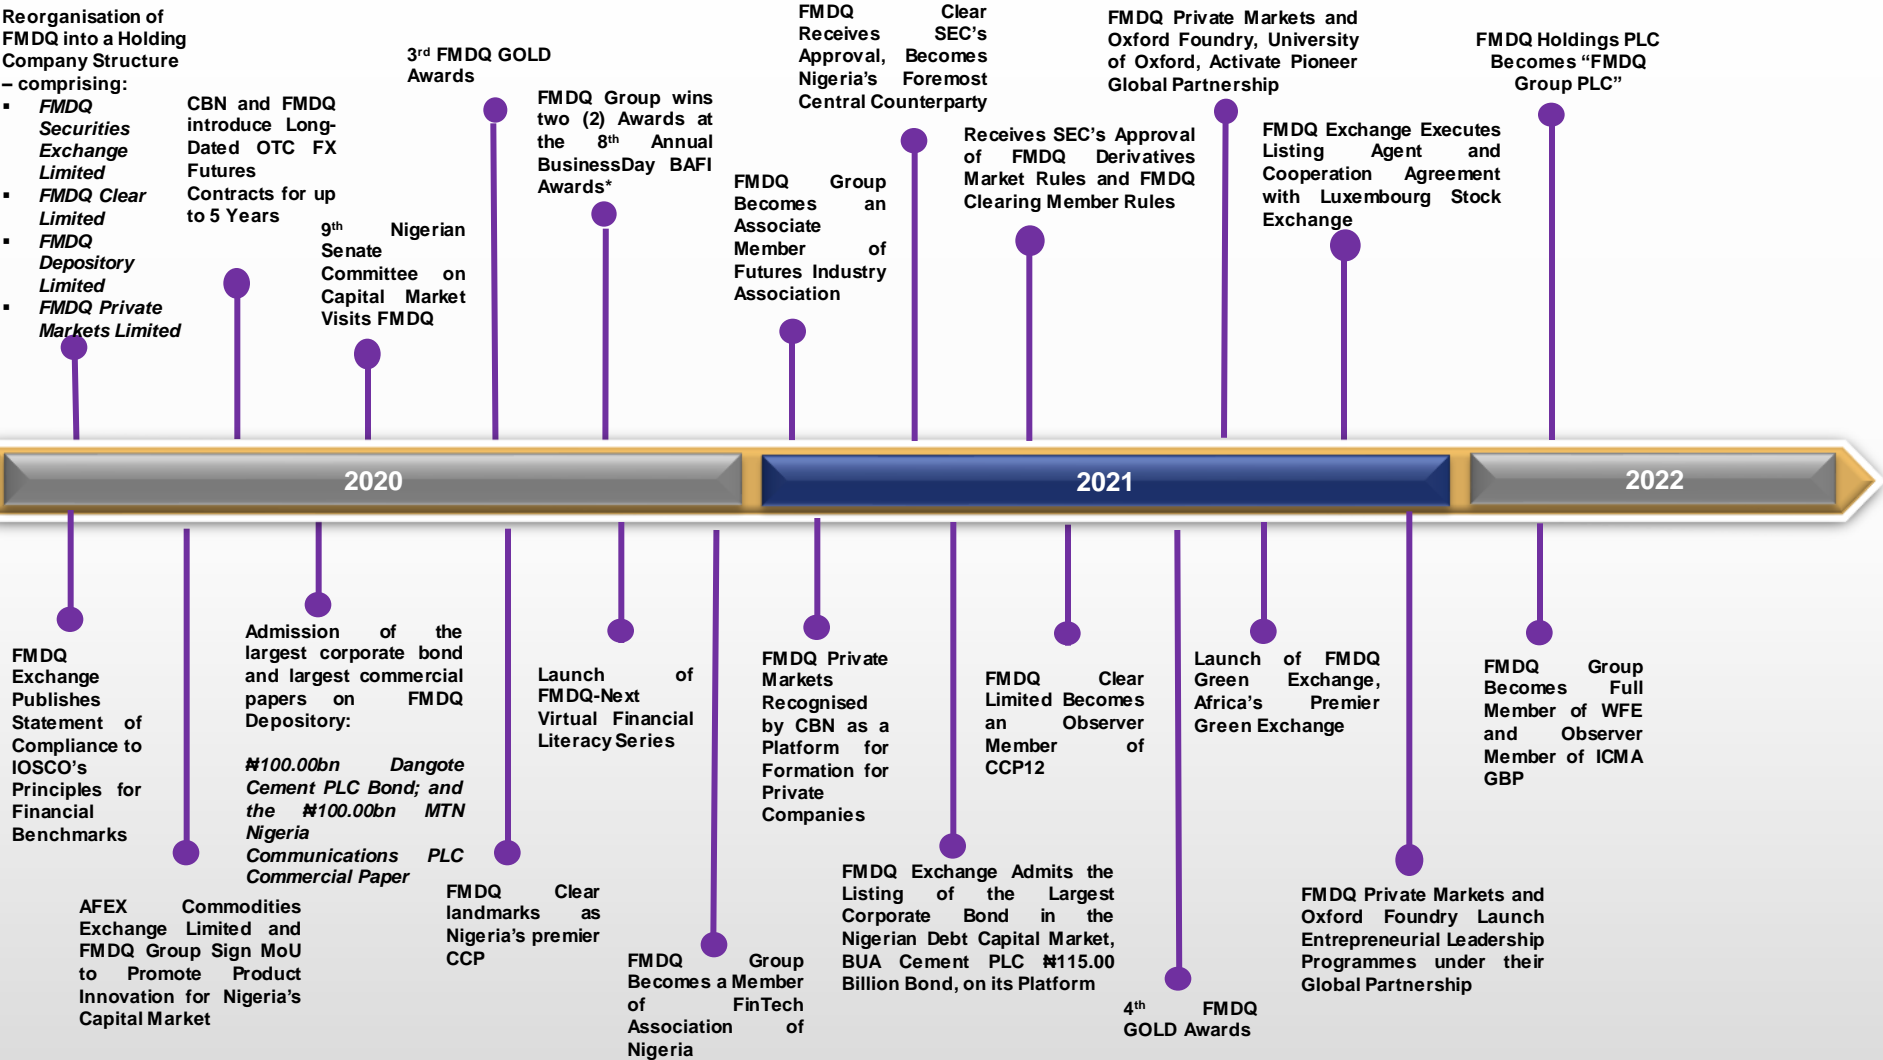 Reorganisation of
FMDQ into a Holding
Company Structure
– comprising:
▪ FMDQ
Securities
Exchange
Limited
▪ FMDQ Clear
Limited
▪ FMDQ
Depository
Limited
▪ FMDQ Private
Markets Limited
CBN and FMDQ
introduce Long-
Dated OTC FX
Futures
Contracts for up
to 5 Years
9th Nigerian
Senate
Committee on
Capital Market
Visits FMDQ
3rd FMDQ GOLD
Awards
FMDQ Group wins
two (2) Awards at
the 8th Annual
BusinessDay BAFI
Awards*
FMDQ Group
Becomes an
Associate
Member of
Futures Industry
Association
FMDQ Clear
Receives SEC’s
Approval, Becomes
Nigeria’s Foremost
Central Counterparty
Receives SEC’s Approval
of FMDQ Derivatives
Market Rules and FMDQ
Clearing Member Rules
FMDQ Private Markets and
Oxford Foundry, University
of Oxford, Activate Pioneer
Global Partnership
FMDQ Exchange Executes
Listing Agent and
Cooperation Agreement
with Luxembourg Stock
Exchange
FMDQ Holdings PLC
Becomes “FMDQ
Group PLC”
2020
2021
2022
FMDQ
Exchange
Publishes
Statement of
Compliance to
IOSCO’s
Principles for
Financial
Benchmarks
AFEX Commodities
Exchange Limited and
FMDQ Group Sign MoU
to Promote Product
Innovation for Nigeria’s
Capital Market
Admission of the
largest corporate bond
and largest commercial
papers on FMDQ
Depository:
₦100.00bn Dangote
Cement PLC Bond; and
the ₦100.00bn MTN
Nigeria
Communications PLC
Commercial Paper
FMDQ Clear
landmarks as
Nigeria’s premier
CCP
Launch of
FMDQ-Next
Virtual Financial
Literacy Series
FMDQ Group
Becomes a Member
of FinTech
Association of
Nigeria
FMDQ Private
Markets
Recognised
by CBN as a
Platform for
Formation for
Private
Companies
FMDQ Exchange Admits the
Listing of the Largest
Corporate Bond in the
Nigerian Debt Capital Market,
BUA Cement PLC ₦115.00
Billion Bond, on its Platform
FMDQ Clear
Limited Becomes
an Observer
Member of
CCP12
4th FMDQ
GOLD Awards
Launch of FMDQ
Green Exchange,
Africa’s Premier
Green Exchange
FMDQ Private Markets and
Oxford Foundry Launch
Entrepreneurial Leadership
Programmes under their
Global Partnership
FMDQ Group
Becomes Full
Member of WFE
and Observer
Member of ICMA
GBP